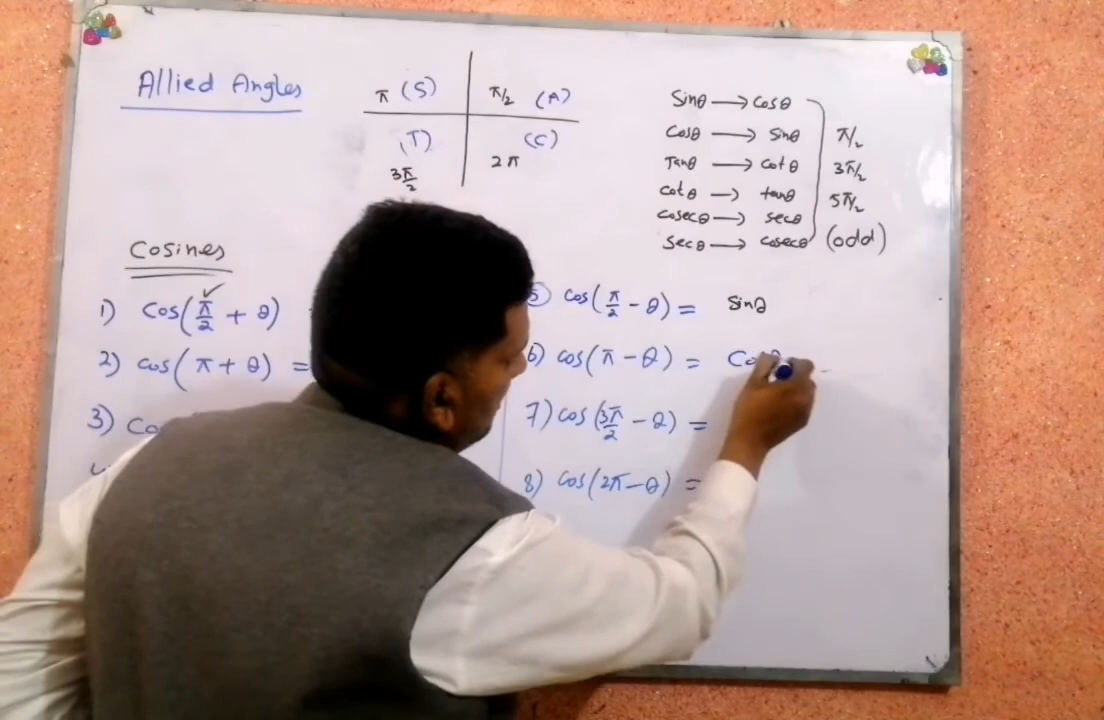 Allied Angles
π (S) π/2 (A)
(T) (C)
3π/2 2π
Sinθ → cosθ
Cosθ → Sinθ π/2
Tanθ → cotθ 3π/2
cotθ → tanθ 5π/2
cosecθ → secθ
Secθ → cosecθ (odd)
Cosines
1) Cos(π/2 + θ)
2) cos(π + θ) =
3) Co
5) cos(π/2 - θ) = Sinθ
6) cos(π - θ) = Cosθ
7) cos(3π/2 - θ) =
8) cos(2π - θ) =